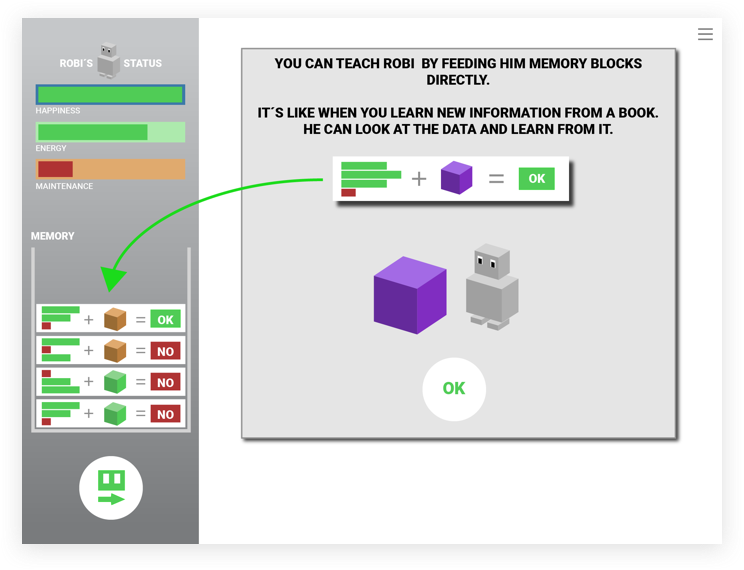 ROBI´S STATUS
HAPPINESS
ENERGY
MAINTENANCE
MEMORY
+ = OK
+ = NO
+ = NO
+ = NO
YOU CAN TEACH ROBI BY FEEDING HIM MEMORY BLOCKS
DIRECTLY.
IT´S LIKE WHEN YOU LEARN NEW INFORMATION FROM A BOOK.
HE CAN LOOK AT THE DATA AND LEARN FROM IT.
+ = OK
OK